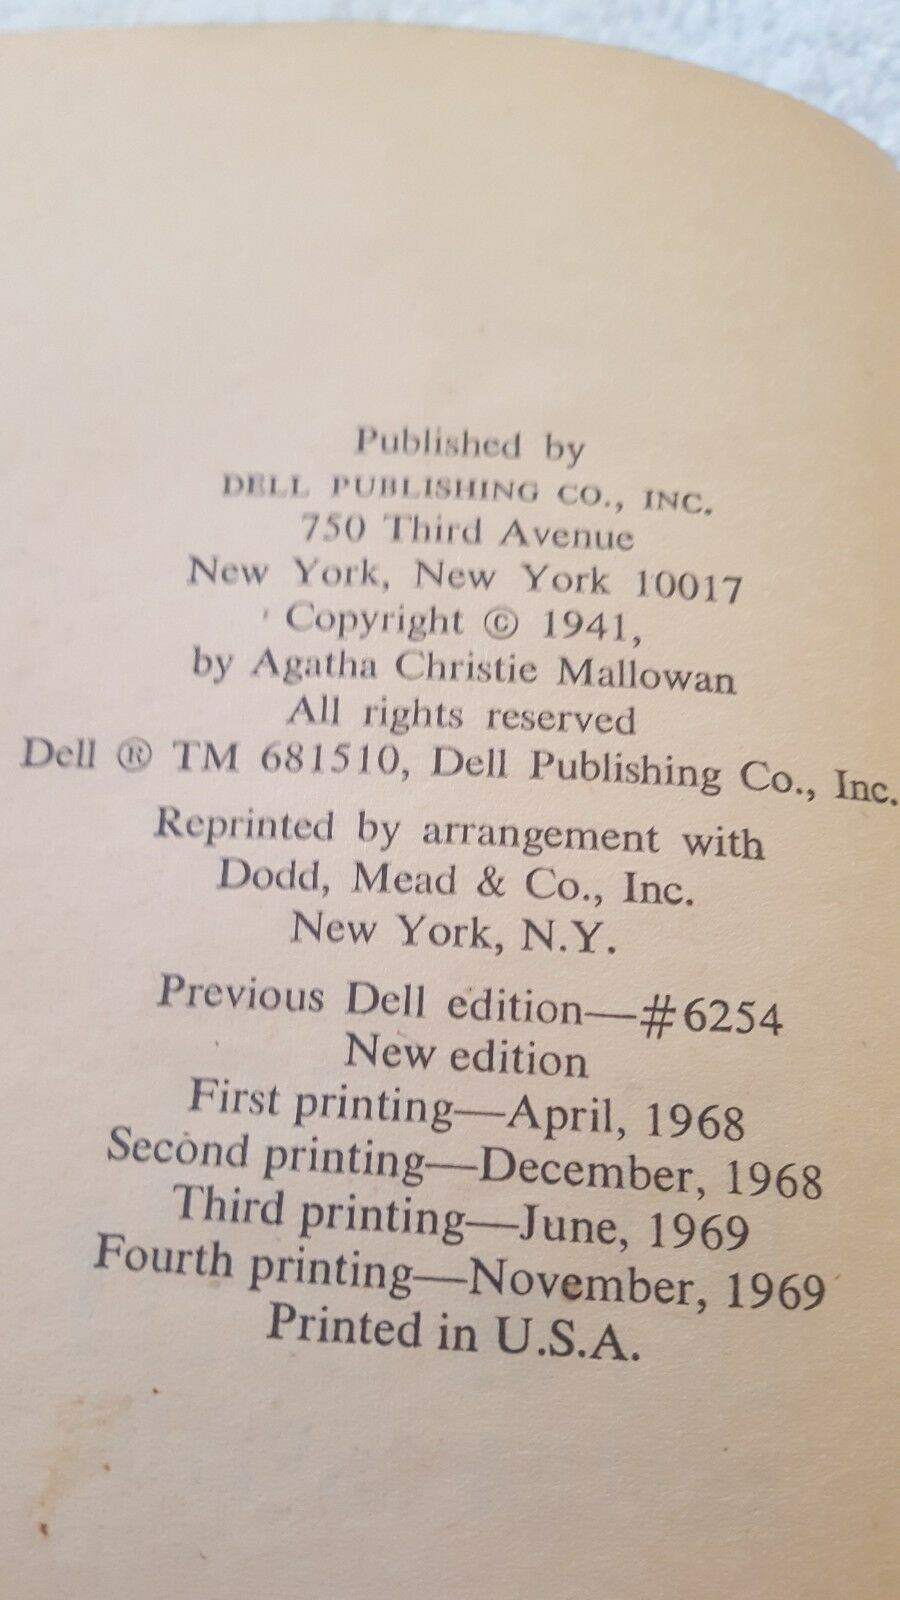 Published by
DELL PUBLISHING CO., INC.
750 Third Avenue
New York, New York 10017
Copyright © 1941,
by Agatha Christie Mallowan
All rights reserved
Dell ® TM 681510, Dell Publishing Co., Inc.
Reprinted by arrangement with
Dodd, Mead & Co., Inc.
New York, N.Y.
Previous Dell edition—#6254
New edition
First printing—April, 1968
Second printing—December, 1968
Third printing—June, 1969
Fourth printing—November, 1969
Printed in U.S.A.